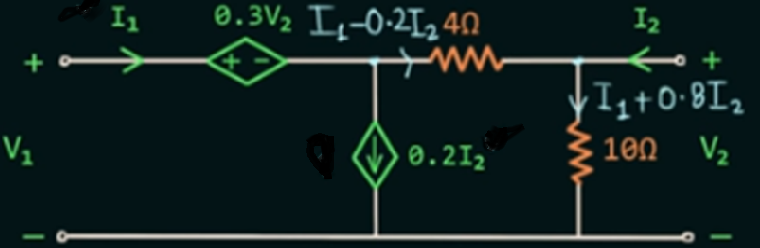 I₁ 0.3V₂ I₁-0.2I₂ 4Ω I₂
+ + - +
I₁+0.8I₂
V₁ 0.2I₂ 10Ω V₂
- -